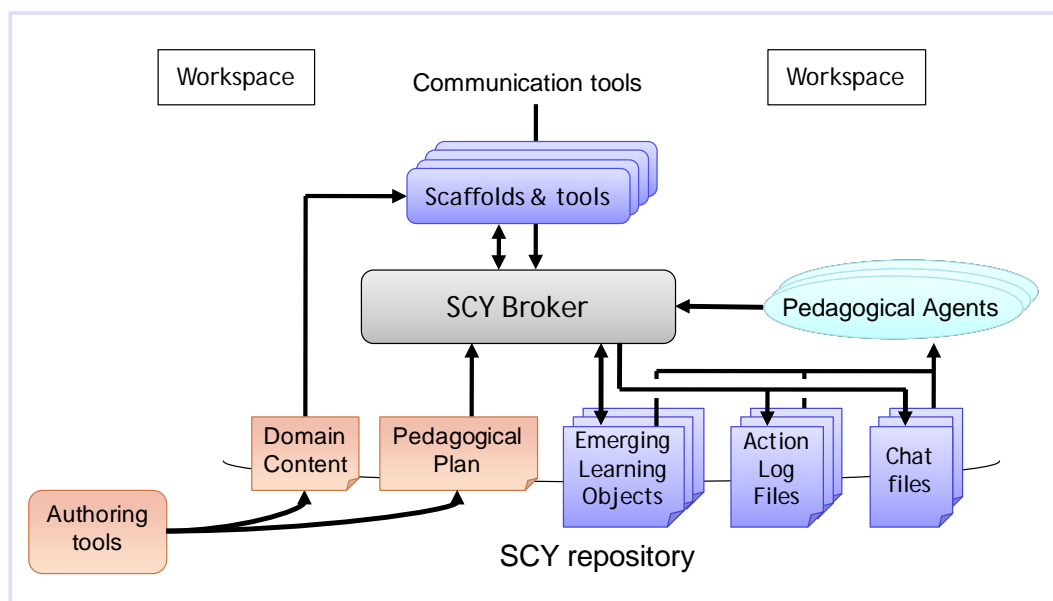 Workspace
Workspace
Communication tools
Scaffolds & tools
SCY Broker
Pedagogical Agents
Domain
Content
Pedagogical
Plan
Emerging
Learning
Objects
Action
Log
Files
Chat
files
Authoring
tools
SCY repository